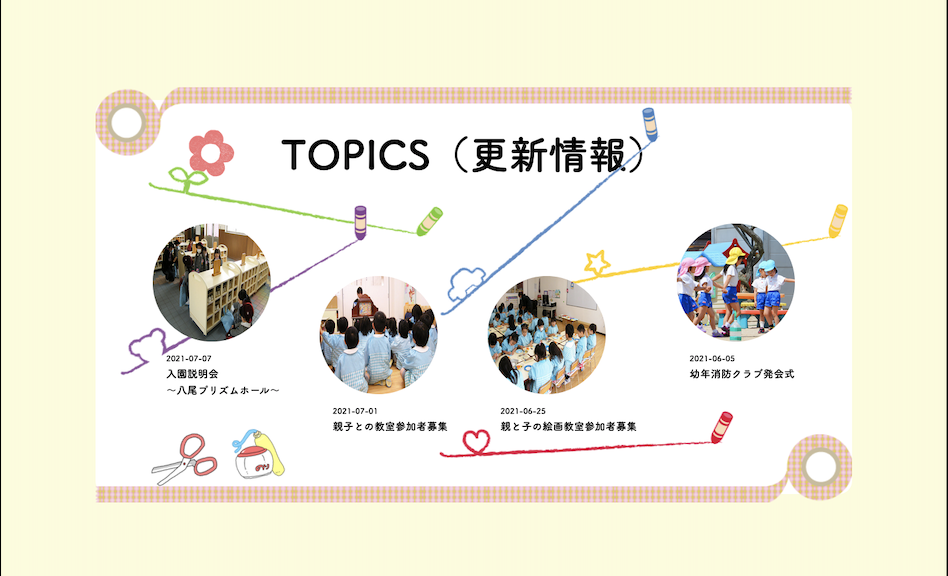 TOPICS（更新情報）
2021-07-07
入園説明会
〜八尾プリズムホール〜
2021-07-01
親子との教室参加者募集
2021-06-25
親と子の絵画教室参加者募集
2021-06-05
幼年消防クラブ発会式